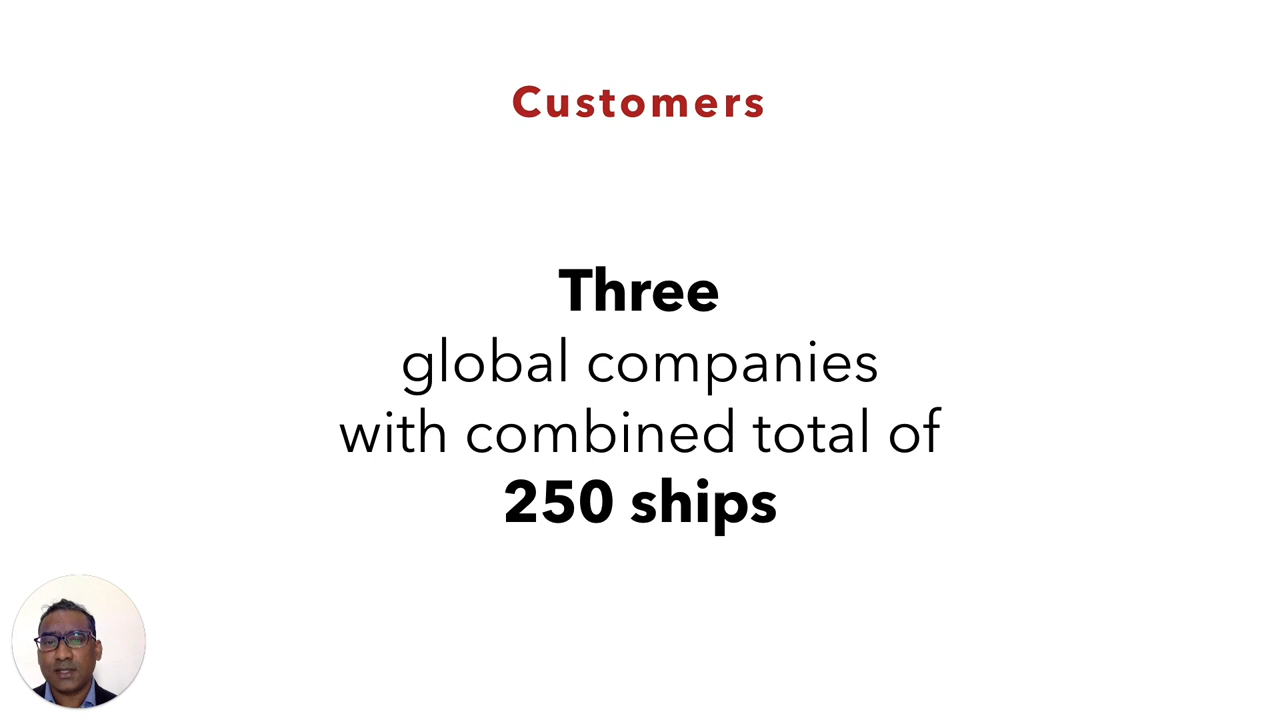 Customers
Three
global companies
with combined total of
250 ships